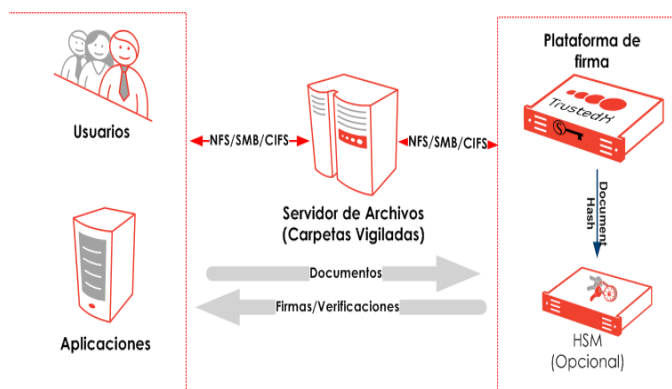 Usuarios
Aplicaciones
NFS/SMB/CIFS
Servidor de Archivos
(Carpetas Vigiladas)
NFS/SMB/CIFS
Documentos
Firmas/Verificaciones
Plataforma de
firma
TrustedX
Document
Hash
HSM
(Opcional)